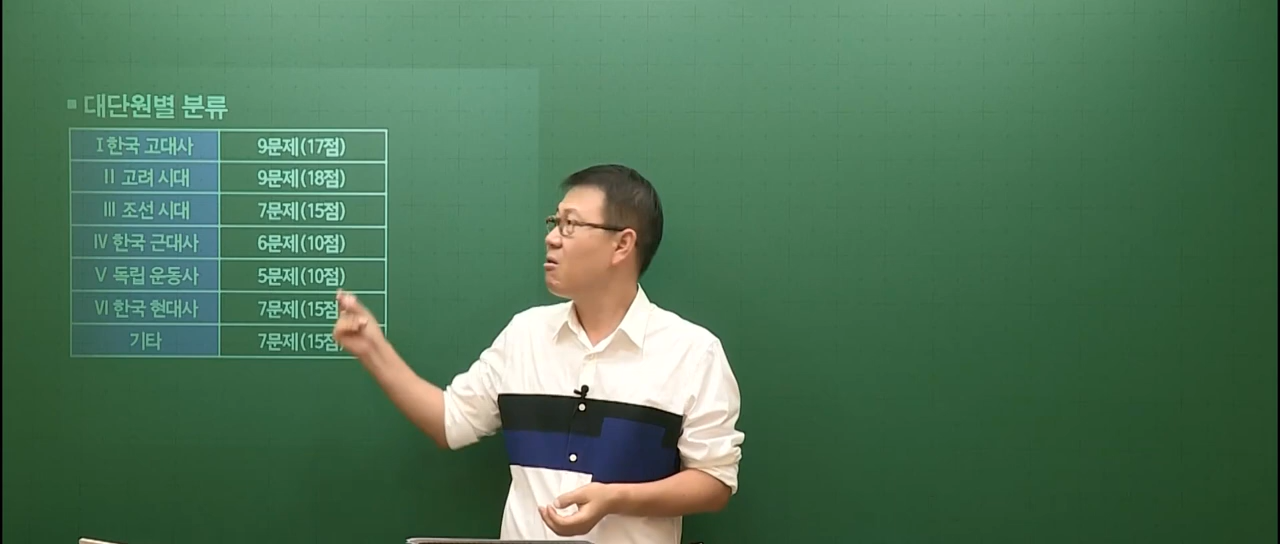 ▪ 대단원별 분류
Ⅰ 한국 고대사 9문제(17점)
Ⅱ 고려 시대 9문제(18점)
Ⅲ 조선 시대 7문제(15점)
Ⅳ 한국 근대사 6문제(10점)
Ⅴ 독립 운동사 5문제(10점)
Ⅵ 한국 현대사 7문제(15점
기타 7문제(15점